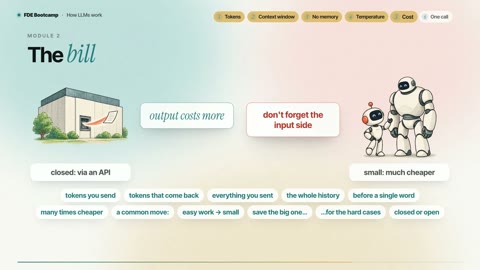 FDE Bootcamp · How LLMs work
Tokens
Context window
No memory
Temperature
Cost
One call
MODULE 2
The bill
output costs more
don't forget the
input side
closed: via an API
small: much cheaper
tokens you send
tokens that come back
everything you sent
the whole history
before a single word
many times cheaper
a common move:
easy work → small
save the big one...
...for the hard cases
closed or open